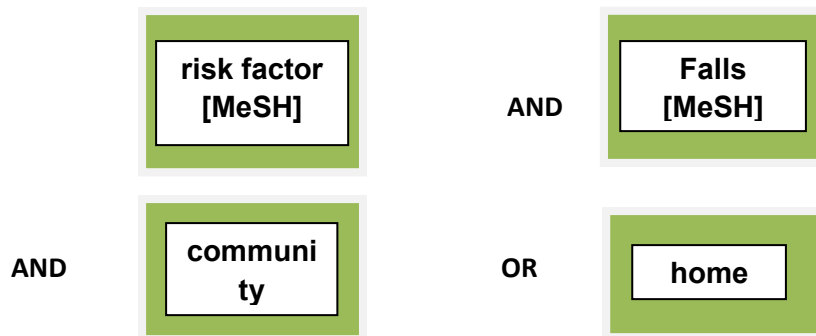 risk factor
[MeSH]
AND
Falls
[MeSH]
AND
communi
ty
OR
home